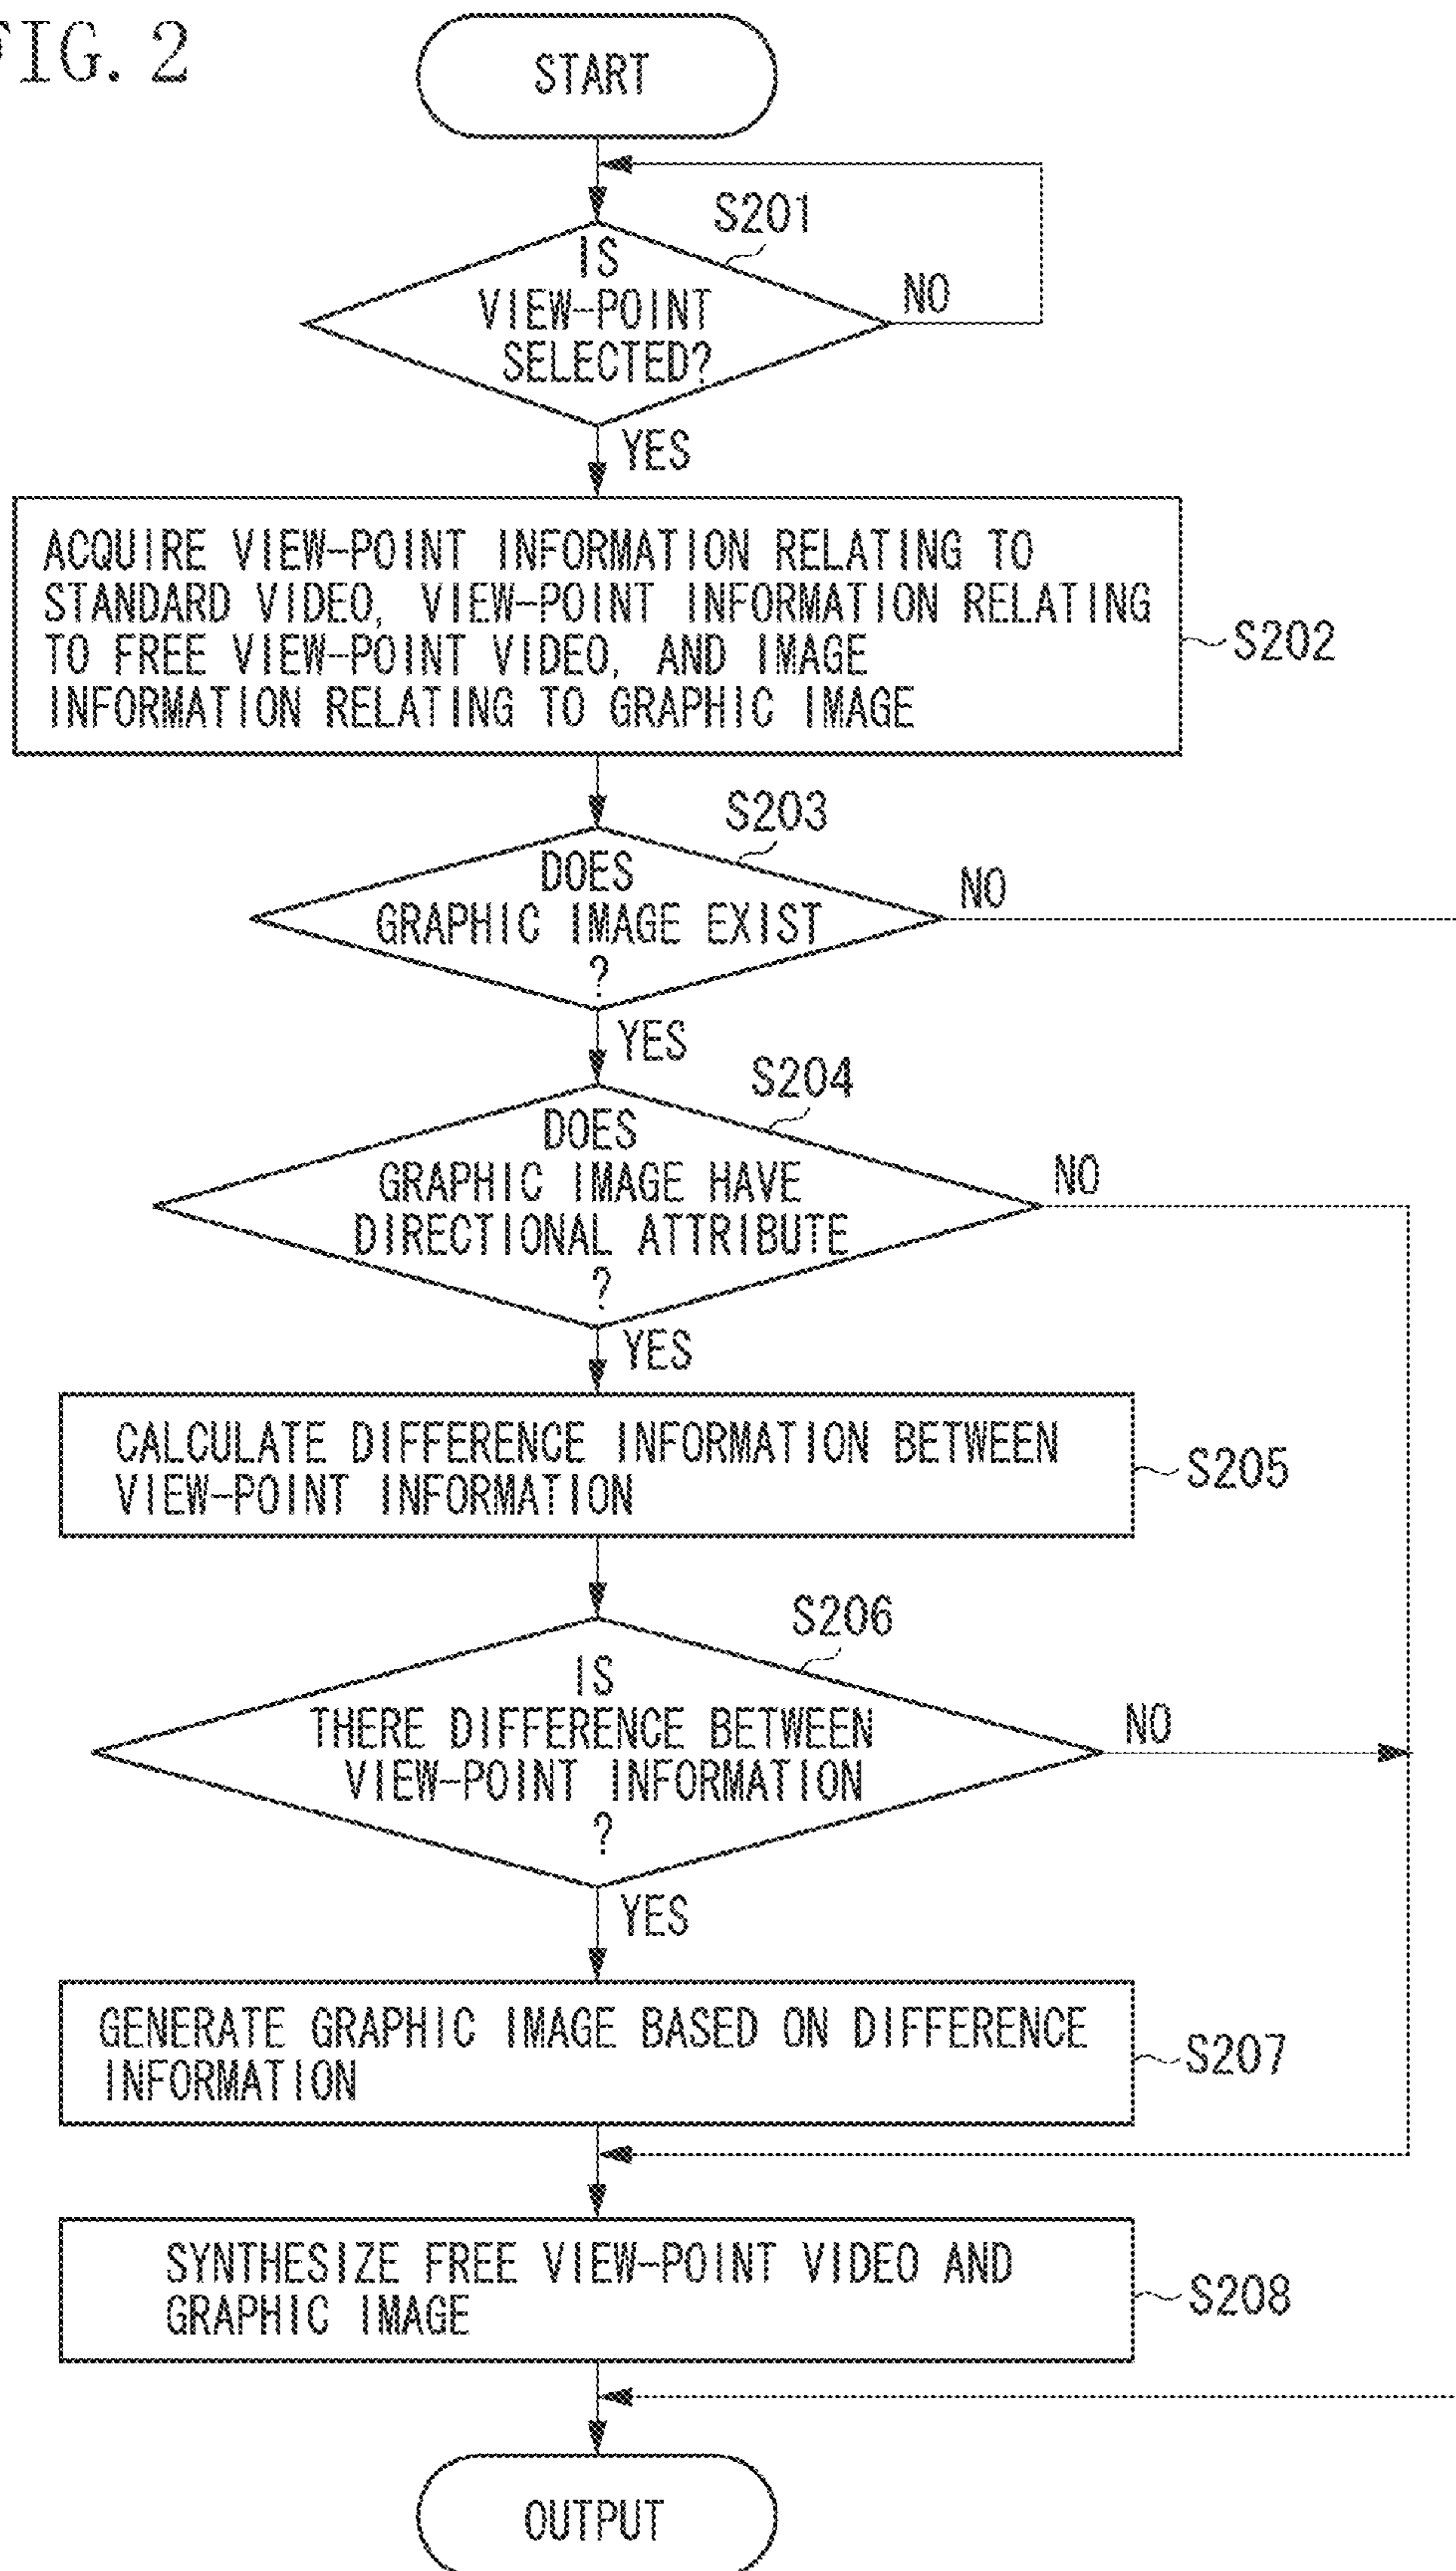 FIG. 2
START
S201
IS
VIEW-POINT
SELECTED?
NO
YES
ACQUIRE VIEW-POINT INFORMATION RELATING TO
STANDARD VIDEO, VIEW-POINT INFORMATION RELATING
TO FREE VIEW-POINT VIDEO, AND IMAGE
INFORMATION RELATING TO GRAPHIC IMAGE
S202
S203
DOES
GRAPHIC IMAGE EXIST
?
NO
YES
S204
DOES
GRAPHIC IMAGE HAVE
DIRECTIONAL ATTRIBUTE
?
NO
YES
CALCULATE DIFFERENCE INFORMATION BETWEEN
VIEW-POINT INFORMATION
S205
S206
IS
THERE DIFFERENCE BETWEEN
VIEW-POINT INFORMATION
?
NO
YES
GENERATE GRAPHIC IMAGE BASED ON DIFFERENCE
INFORMATION
S207
SYNTHESIZE FREE VIEW-POINT VIDEO AND
GRAPHIC IMAGE
S208
OUTPUT